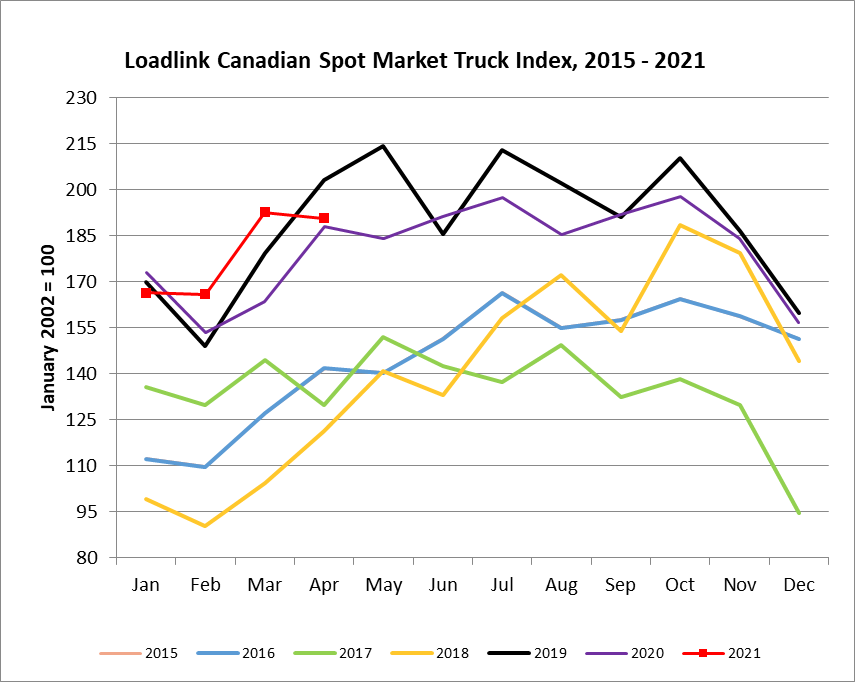 Loadlink Canadian Spot Market Truck Index, 2015 - 2021
January 2002 = 100
230
215
200
185
170
155
140
125
110
95
80
Jan Feb Mar Apr May Jun Jul Aug Sep Oct Nov Dec
2015 2016 2017 2018 2019 2020 2021